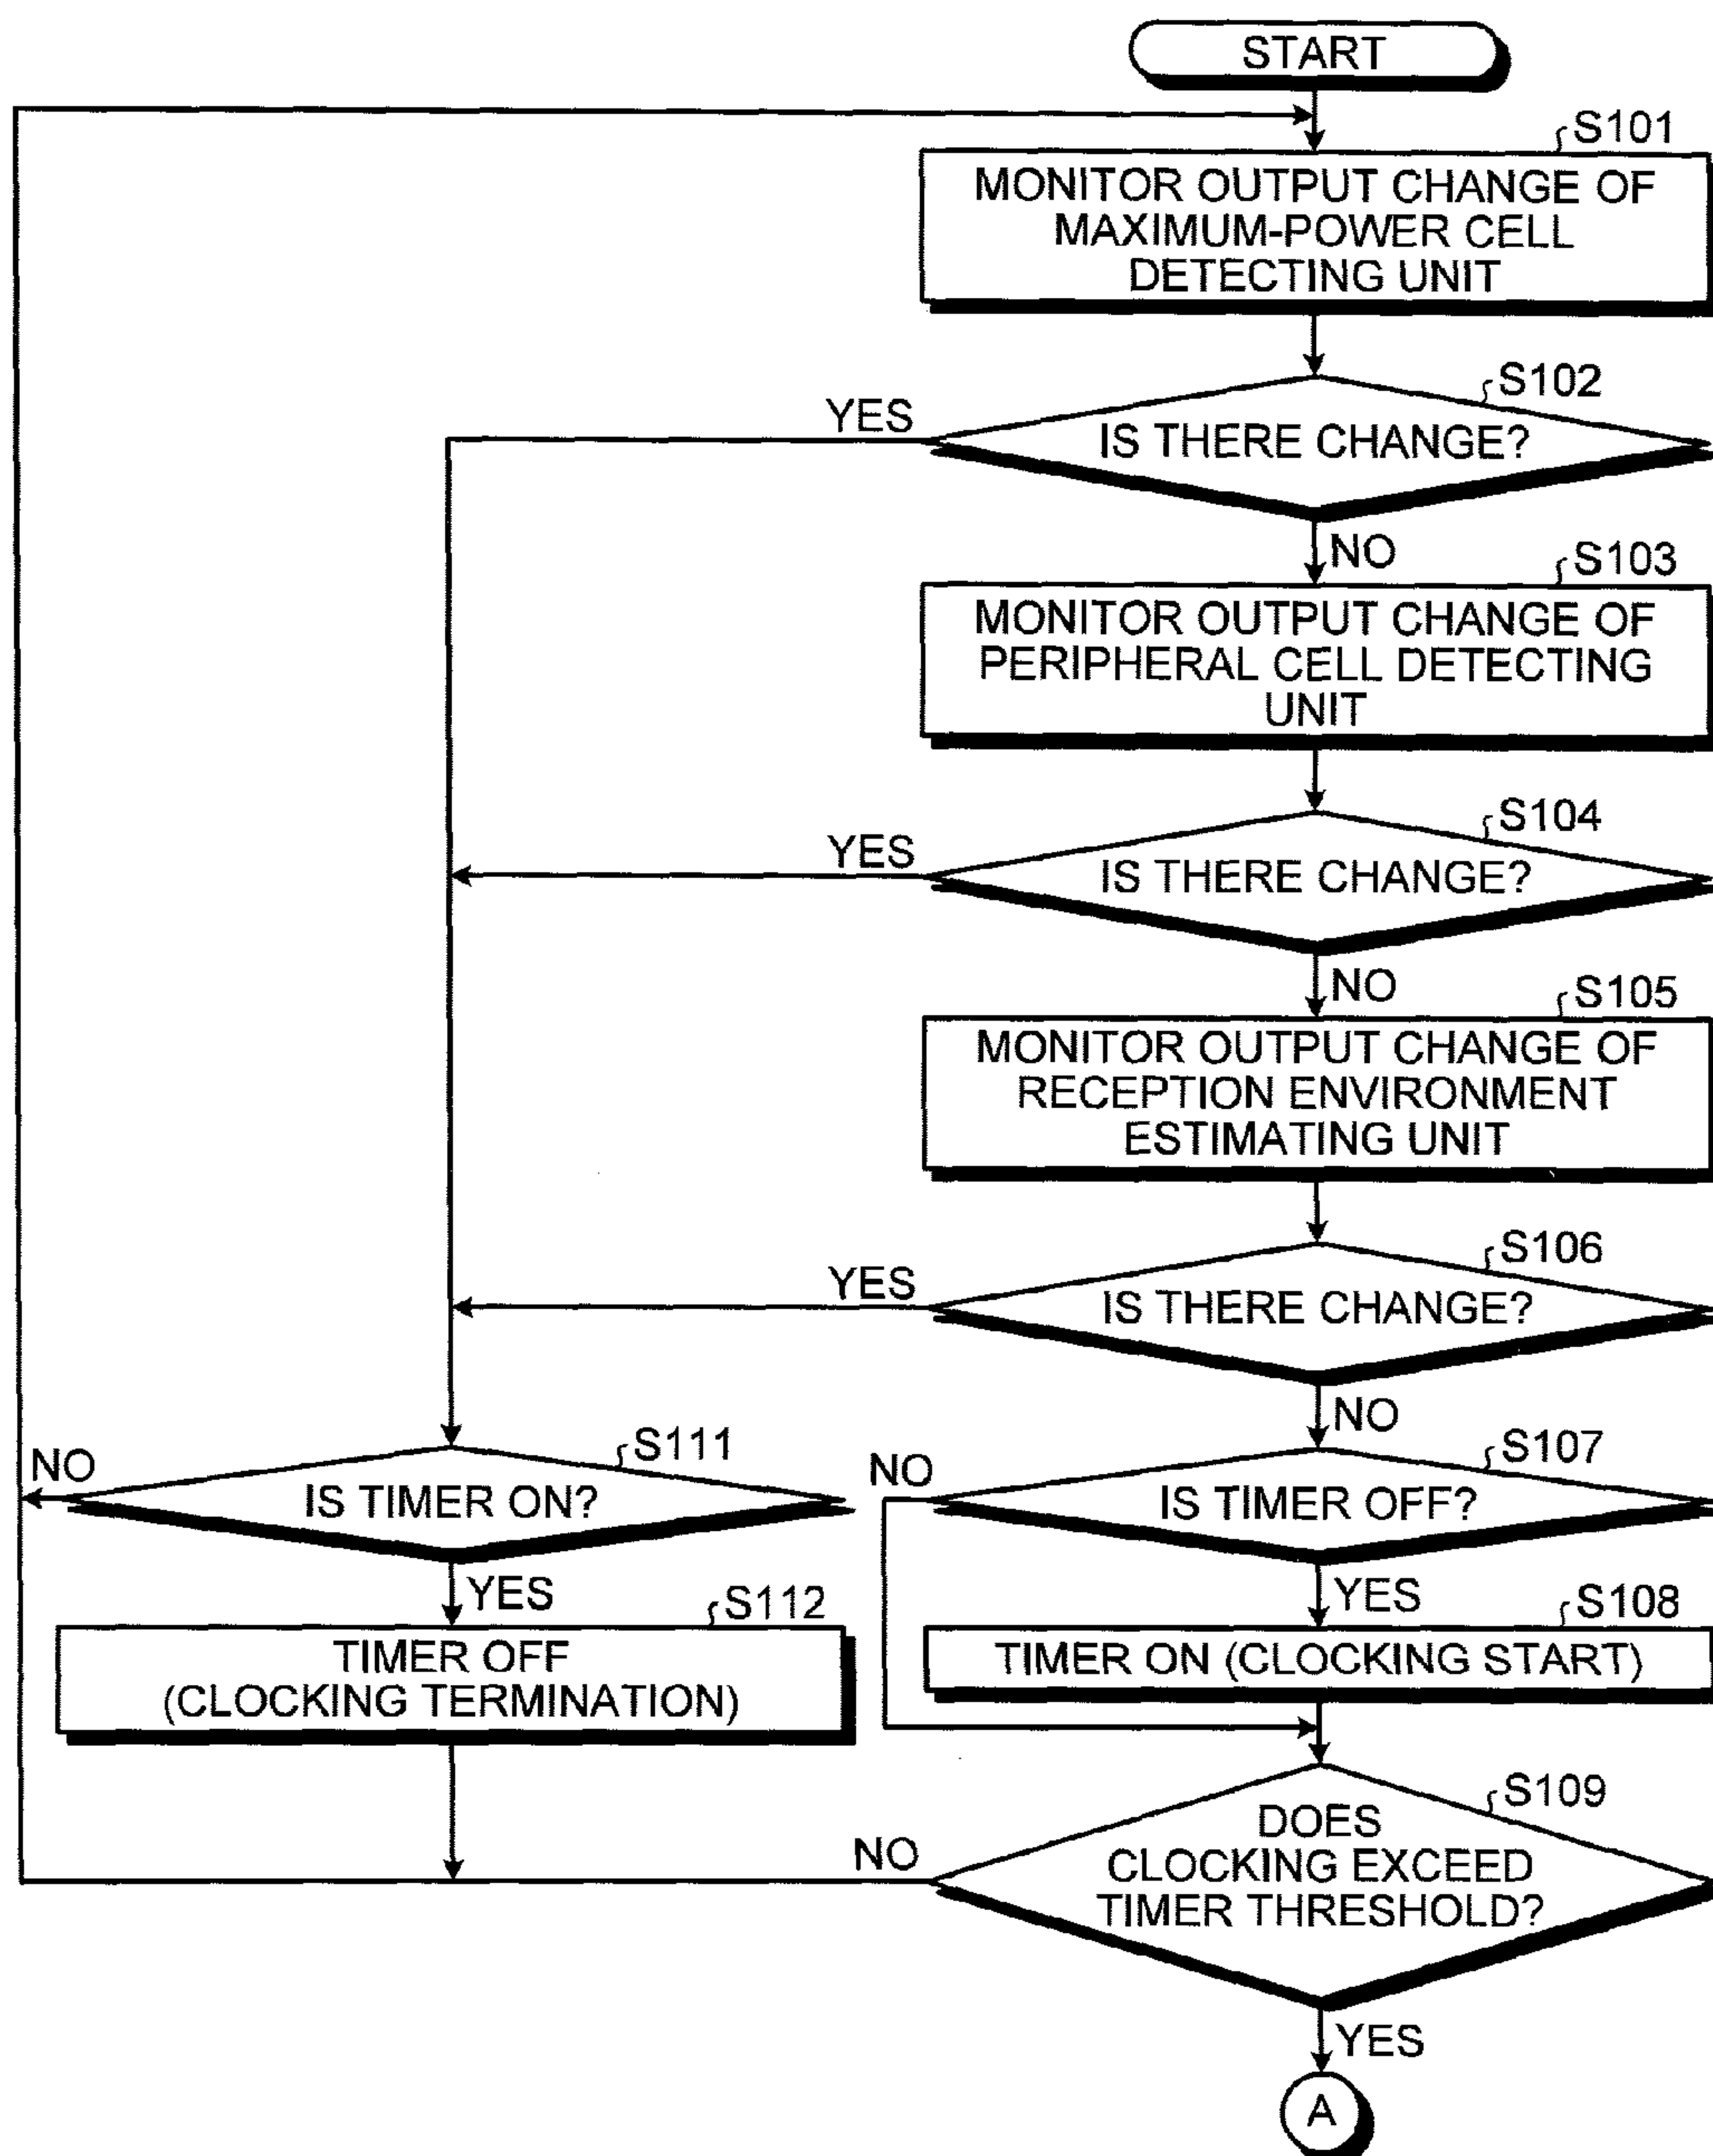 START
S101
MONITOR OUTPUT CHANGE OF
MAXIMUM-POWER CELL
DETECTING UNIT
S102
YES
IS THERE CHANGE?
NO
S103
MONITOR OUTPUT CHANGE OF
PERIPHERAL CELL DETECTING
UNIT
S104
YES
IS THERE CHANGE?
NO
S105
MONITOR OUTPUT CHANGE OF
RECEPTION ENVIRONMENT
ESTIMATING UNIT
S106
YES
IS THERE CHANGE?
NO
S111
NO
IS TIMER ON?
YES
S112
TIMER OFF
(CLOCKING TERMINATION)
S107
NO
IS TIMER OFF?
YES
S108
TIMER ON (CLOCKING START)
S109
NO
DOES
CLOCKING EXCEED
TIMER THRESHOLD?
YES
A